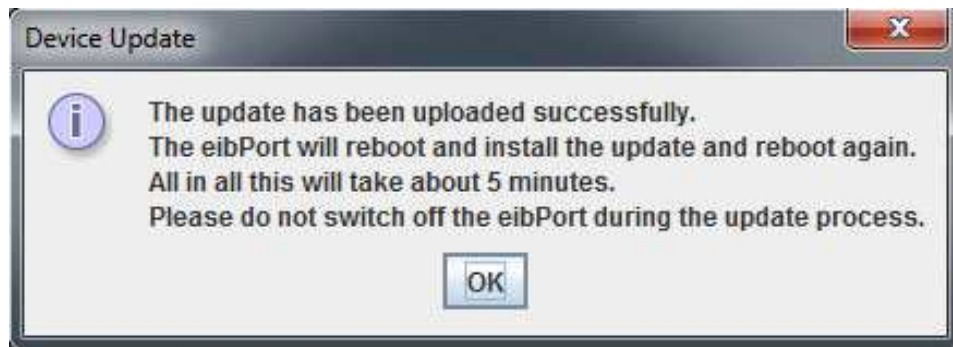 Device Update
The update has been uploaded successfully.
The eibPort will reboot and install the update and reboot again.
All in all this will take about 5 minutes.
Please do not switch off the eibPort during the update process.
OK